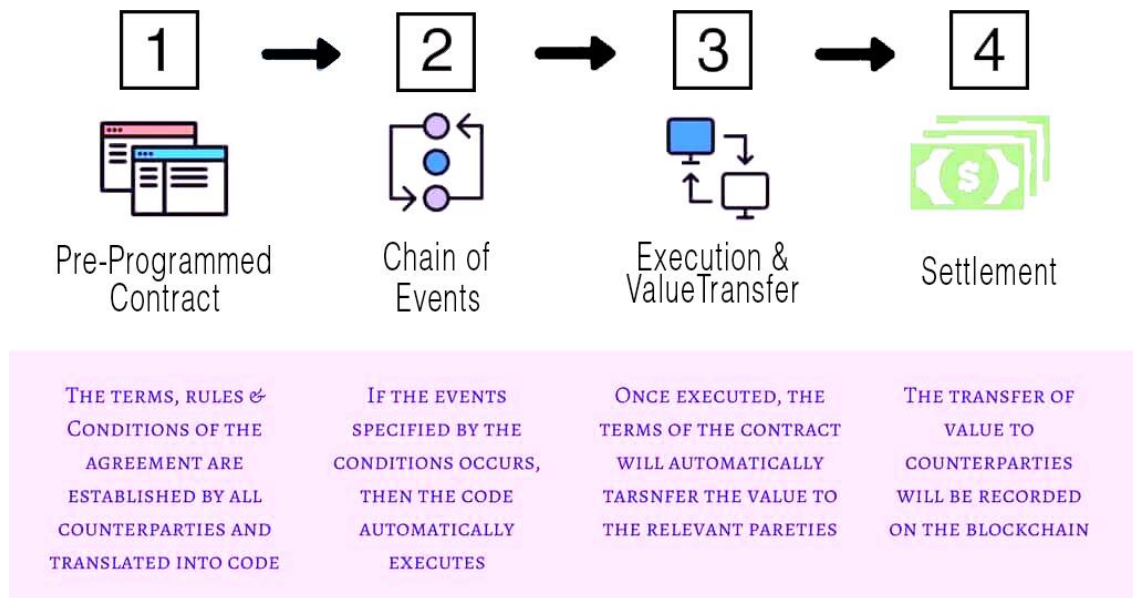 1
2
3
4
Pre-Programmed
Contract
Chain of
Events
Execution &
ValueTransfer
Settlement
$
The terms, rules &
Conditions of the
agreement are
established by all
counterparties and
translated into code
If the events
specified by the
conditions occurs,
then the code
automatically
executes
Once executed, the
terms of the contract
will automatically
tarsnfer the value to
the relevant pareties
The transfer of
value to
counterparties
will be recorded
on the blockchain